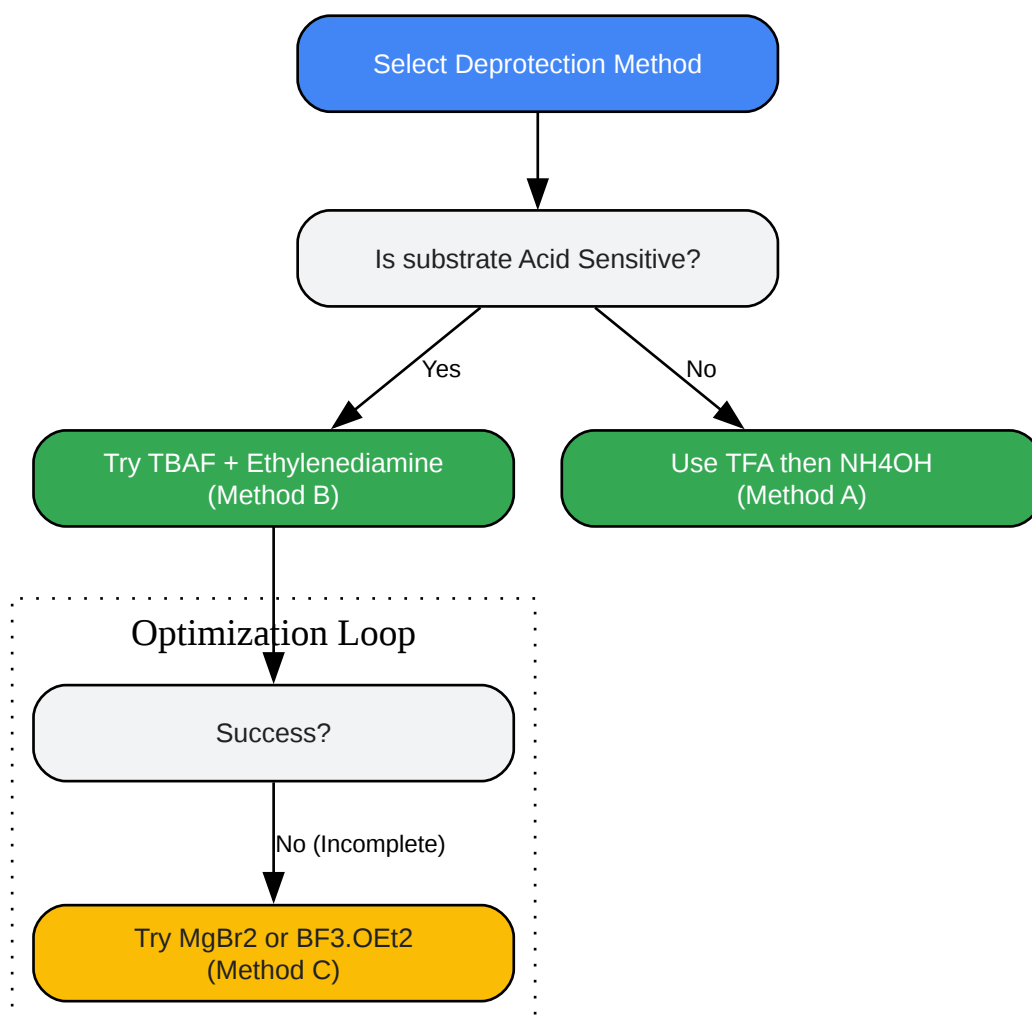 Select Deprotection Method
Is substrate Acid Sensitive?
Yes
No
Try TBAF + Ethylenediamine
(Method B)
Use TFA then NH4OH
(Method A)
Optimization Loop
Success?
No (Incomplete)
Try MgBr2 or BF3.OEt2
(Method C)